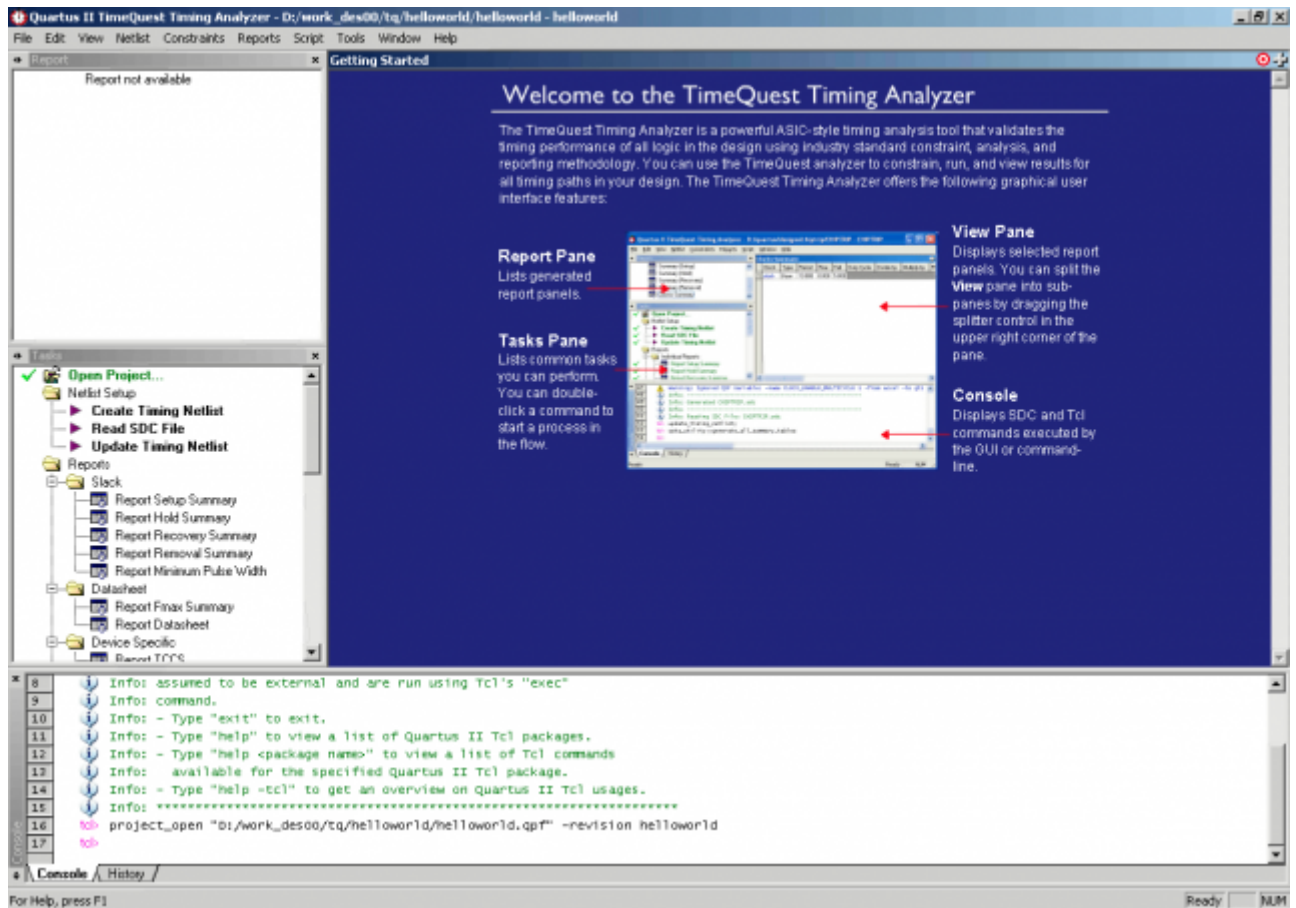 Quartus II TimeQuest Timing Analyzer - D:/work_des00/tq/helloworld/helloworld - helloworld
File Edit View Netlist Constraints Reports Script Tools Window Help
Report
Report not available
Tasks
Open Project...
Netlist Setup
Create Timing Netlist
Read SDC File
Update Timing Netlist
Reports
Slack
Report Setup Summary
Report Hold Summary
Report Recovery Summary
Report Removal Summary
Report Minimum Pulse Width
Datasheet
Report Fmax Summary
Report Datasheet
Device Specific
Report TCCS
Getting Started
Welcome to the TimeQuest Timing Analyzer
The TimeQuest Timing Analyzer is a powerful ASIC-style timing analysis tool that validates the
timing performance of all logic in the design using industry standard constraint, analysis, and
reporting methodology. You can use the TimeQuest analyzer to constrain, run, and view results for
all timing paths in your design. The TimeQuest Timing Analyzer offers the following graphical user
interface features:
Report Pane
Lists generated
report panels.
Tasks Pane
Lists common tasks
you can perform.
You can double-
click a command to
start a process in
the flow.
View Pane
Displays selected report
panels. You can split the
View pane into sub-
panes by dragging the
splitter control in the
upper right corner of the
pane.
Console
Displays SDC and Tcl
commands executed by
the GUI or command-
line.
8 Info: assumed to be external and are run using Tcl's "exec"
9 Info: command.
10 Info: - Type "exit" to exit.
11 Info: - Type "help" to view a list of Quartus II Tcl packages.
12 Info: - Type "help <package name>" to view a list of Tcl commands
13 Info: available for the specified Quartus II Tcl package.
14 Info: - Type "help -tcl" to get an overview on Quartus II Tcl usages.
15 Info: *******************************************************************
16 tcl> project_open "D:/work_des00/tq/helloworld/helloworld.qpf" -revision helloworld
17 tcl>
Console
Console History
For Help, press F1
Ready NUM